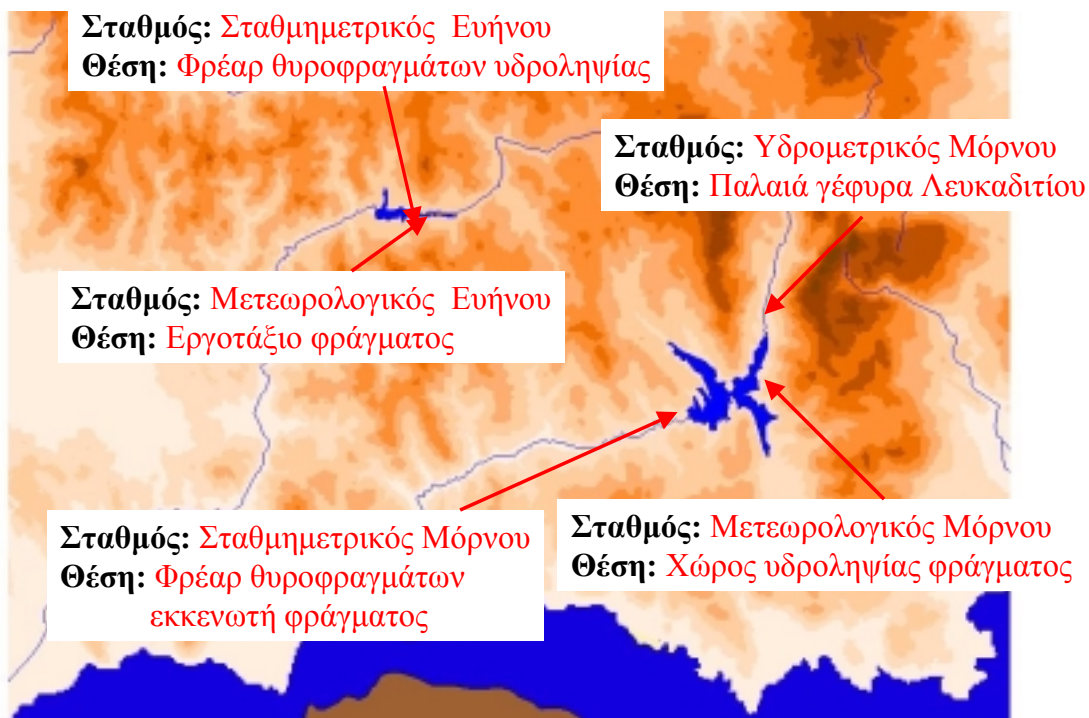 Σταθμός: Σταθμημετρικός Ευήνου
Θέση: Φρέαρ θυροφραγμάτων υδροληψίας
Σταθμός: Υδρομετρικός Μόρνου
Θέση: Παλαιά γέφυρα Λευκαδιτίου
Σταθμός: Μετεωρολογικός Ευήνου
Θέση: Εργοτάξιο φράγματος
Σταθμός: Σταθμημετρικός Μόρνου
Θέση: Φρέαρ θυροφραγμάτων
εκκενωτή φράγματος
Σταθμός: Μετεωρολογικός Μόρνου
Θέση: Χώρος υδροληψίας φράγματος